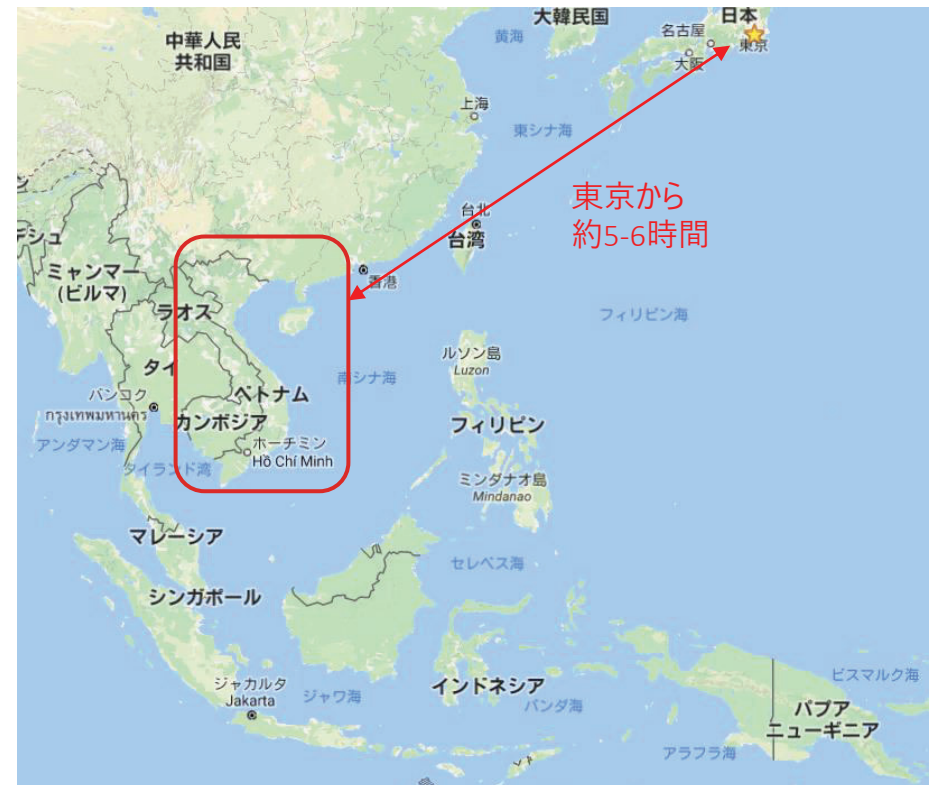 大韓民国
日本
中華人民
共和国
黄海
名古屋
東京
大阪
上海
東シナ海
東京から
約5-6時間
台北
台湾
デシュ
ミャンマー
(ビルマ)
香港
ラオス
フィリピン海
ルソン島
Luzon
タイ
南シナ海
バンコク
กรุงเทพมหานคร
ベトナム
カンボジア
フィリピン
アンダマン海
ホーチミン
Hồ Chí Minh
タイランド湾
ミンダナオ島
Mindanao
マレーシア
セレベス海
シンガポール
ジャカルタ
Jakarta
ジャワ海
インドネシア
バンダ海
ビスマルク海
パプア
ニューギニア
アラフラ海